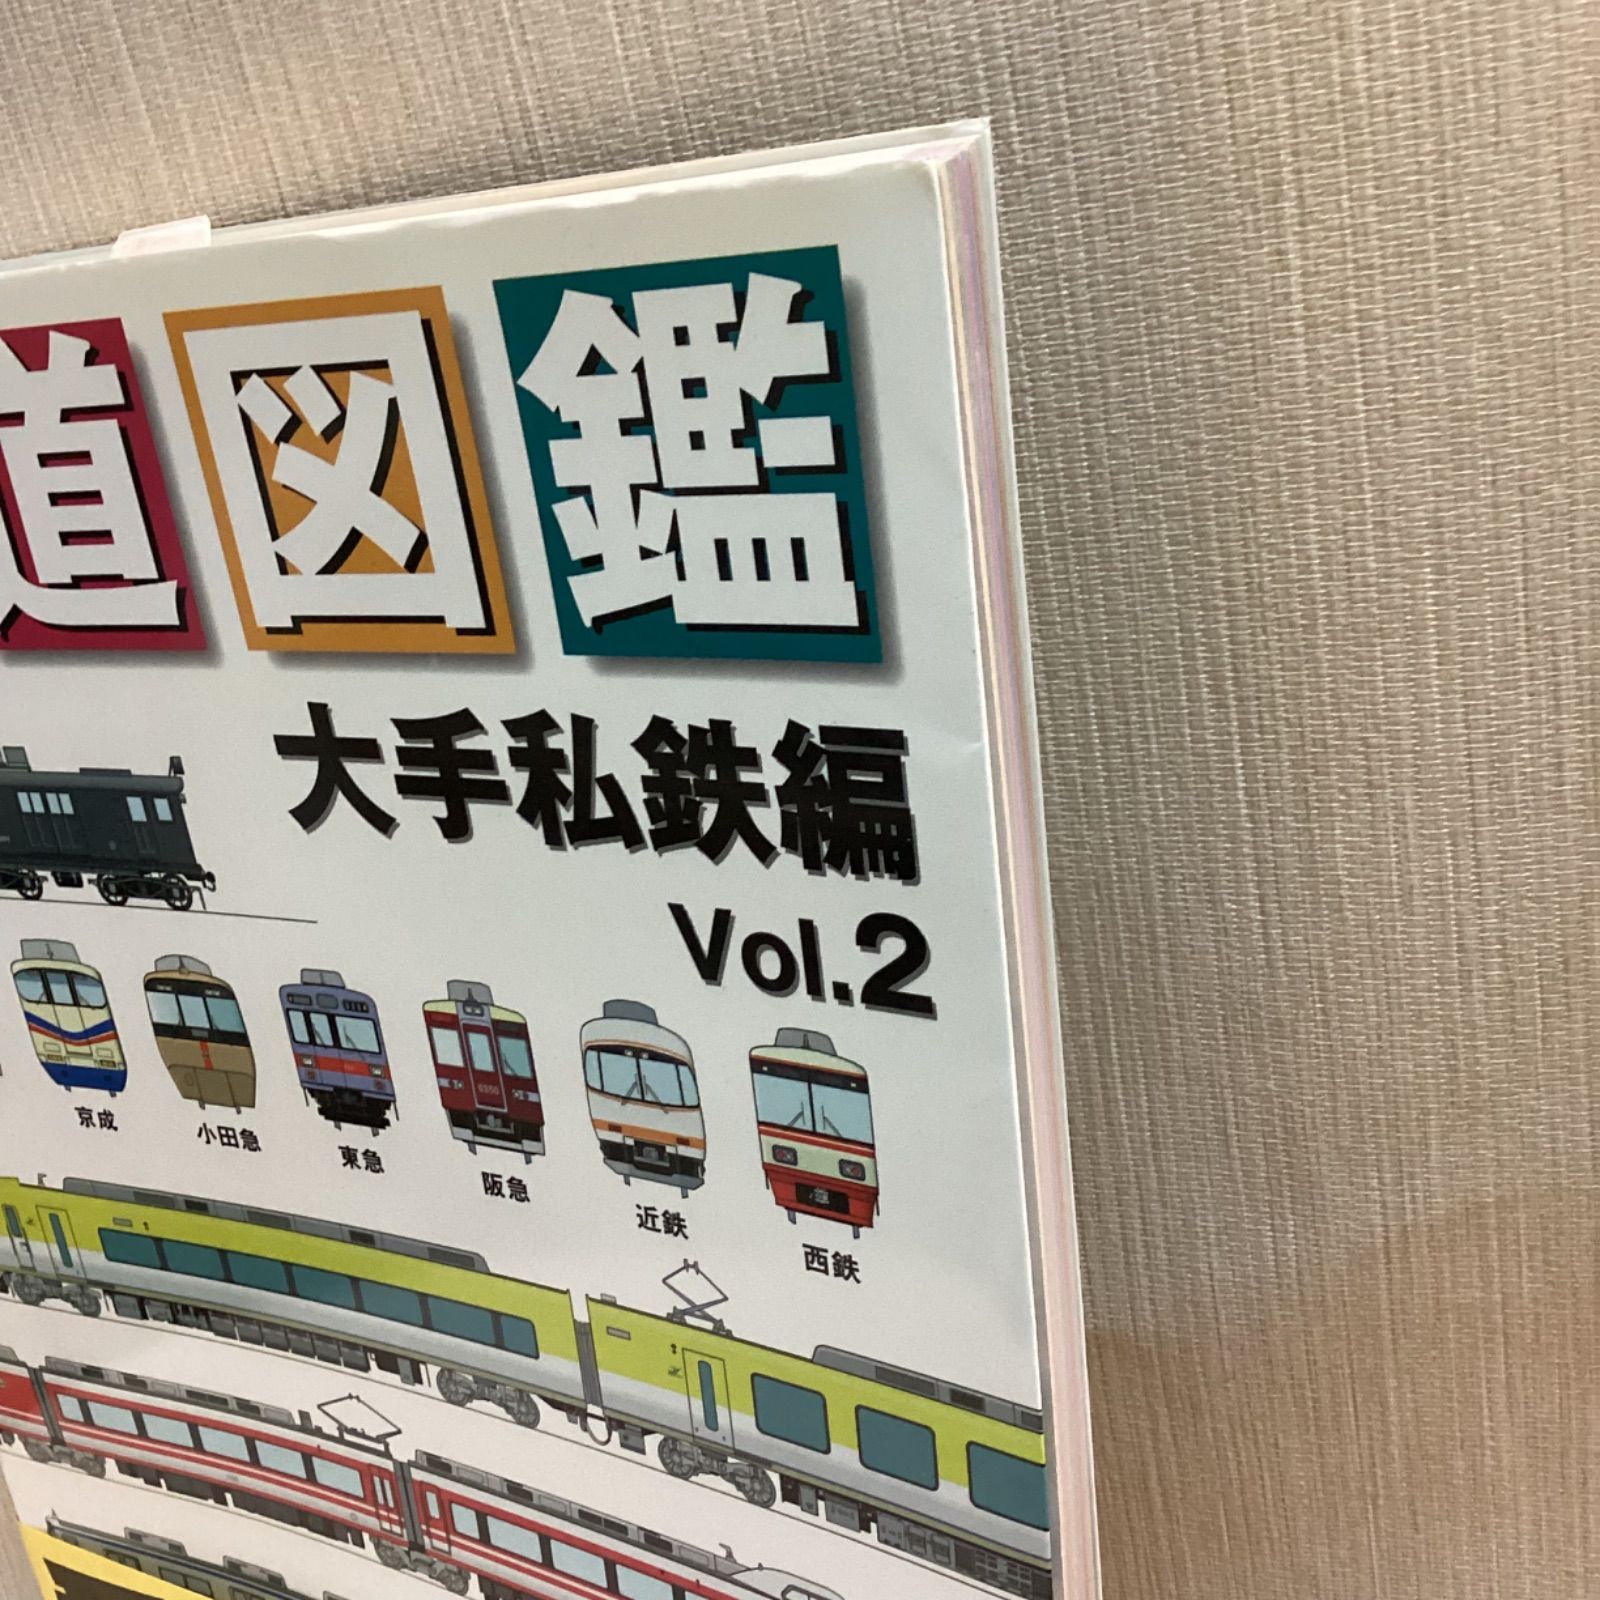 道図鑑
大手私鉄編
Vol.2
京成
小田急
東急
阪急
近鉄
西鉄